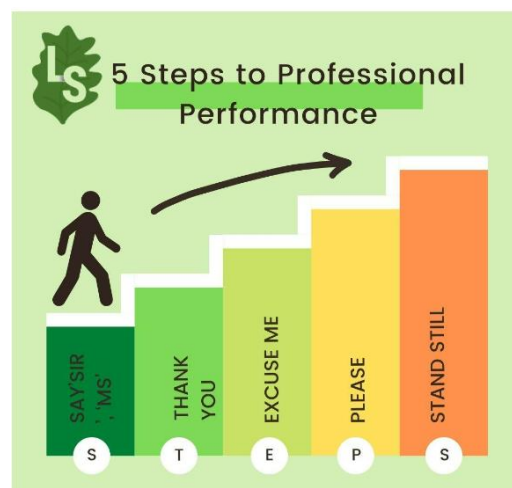 LS
5 Steps to Professional
Performance
SAY'SIR
', 'MS'
THANK
YOU
EXCUSE ME
PLEASE
STAND STILL
S
T
E
P
S